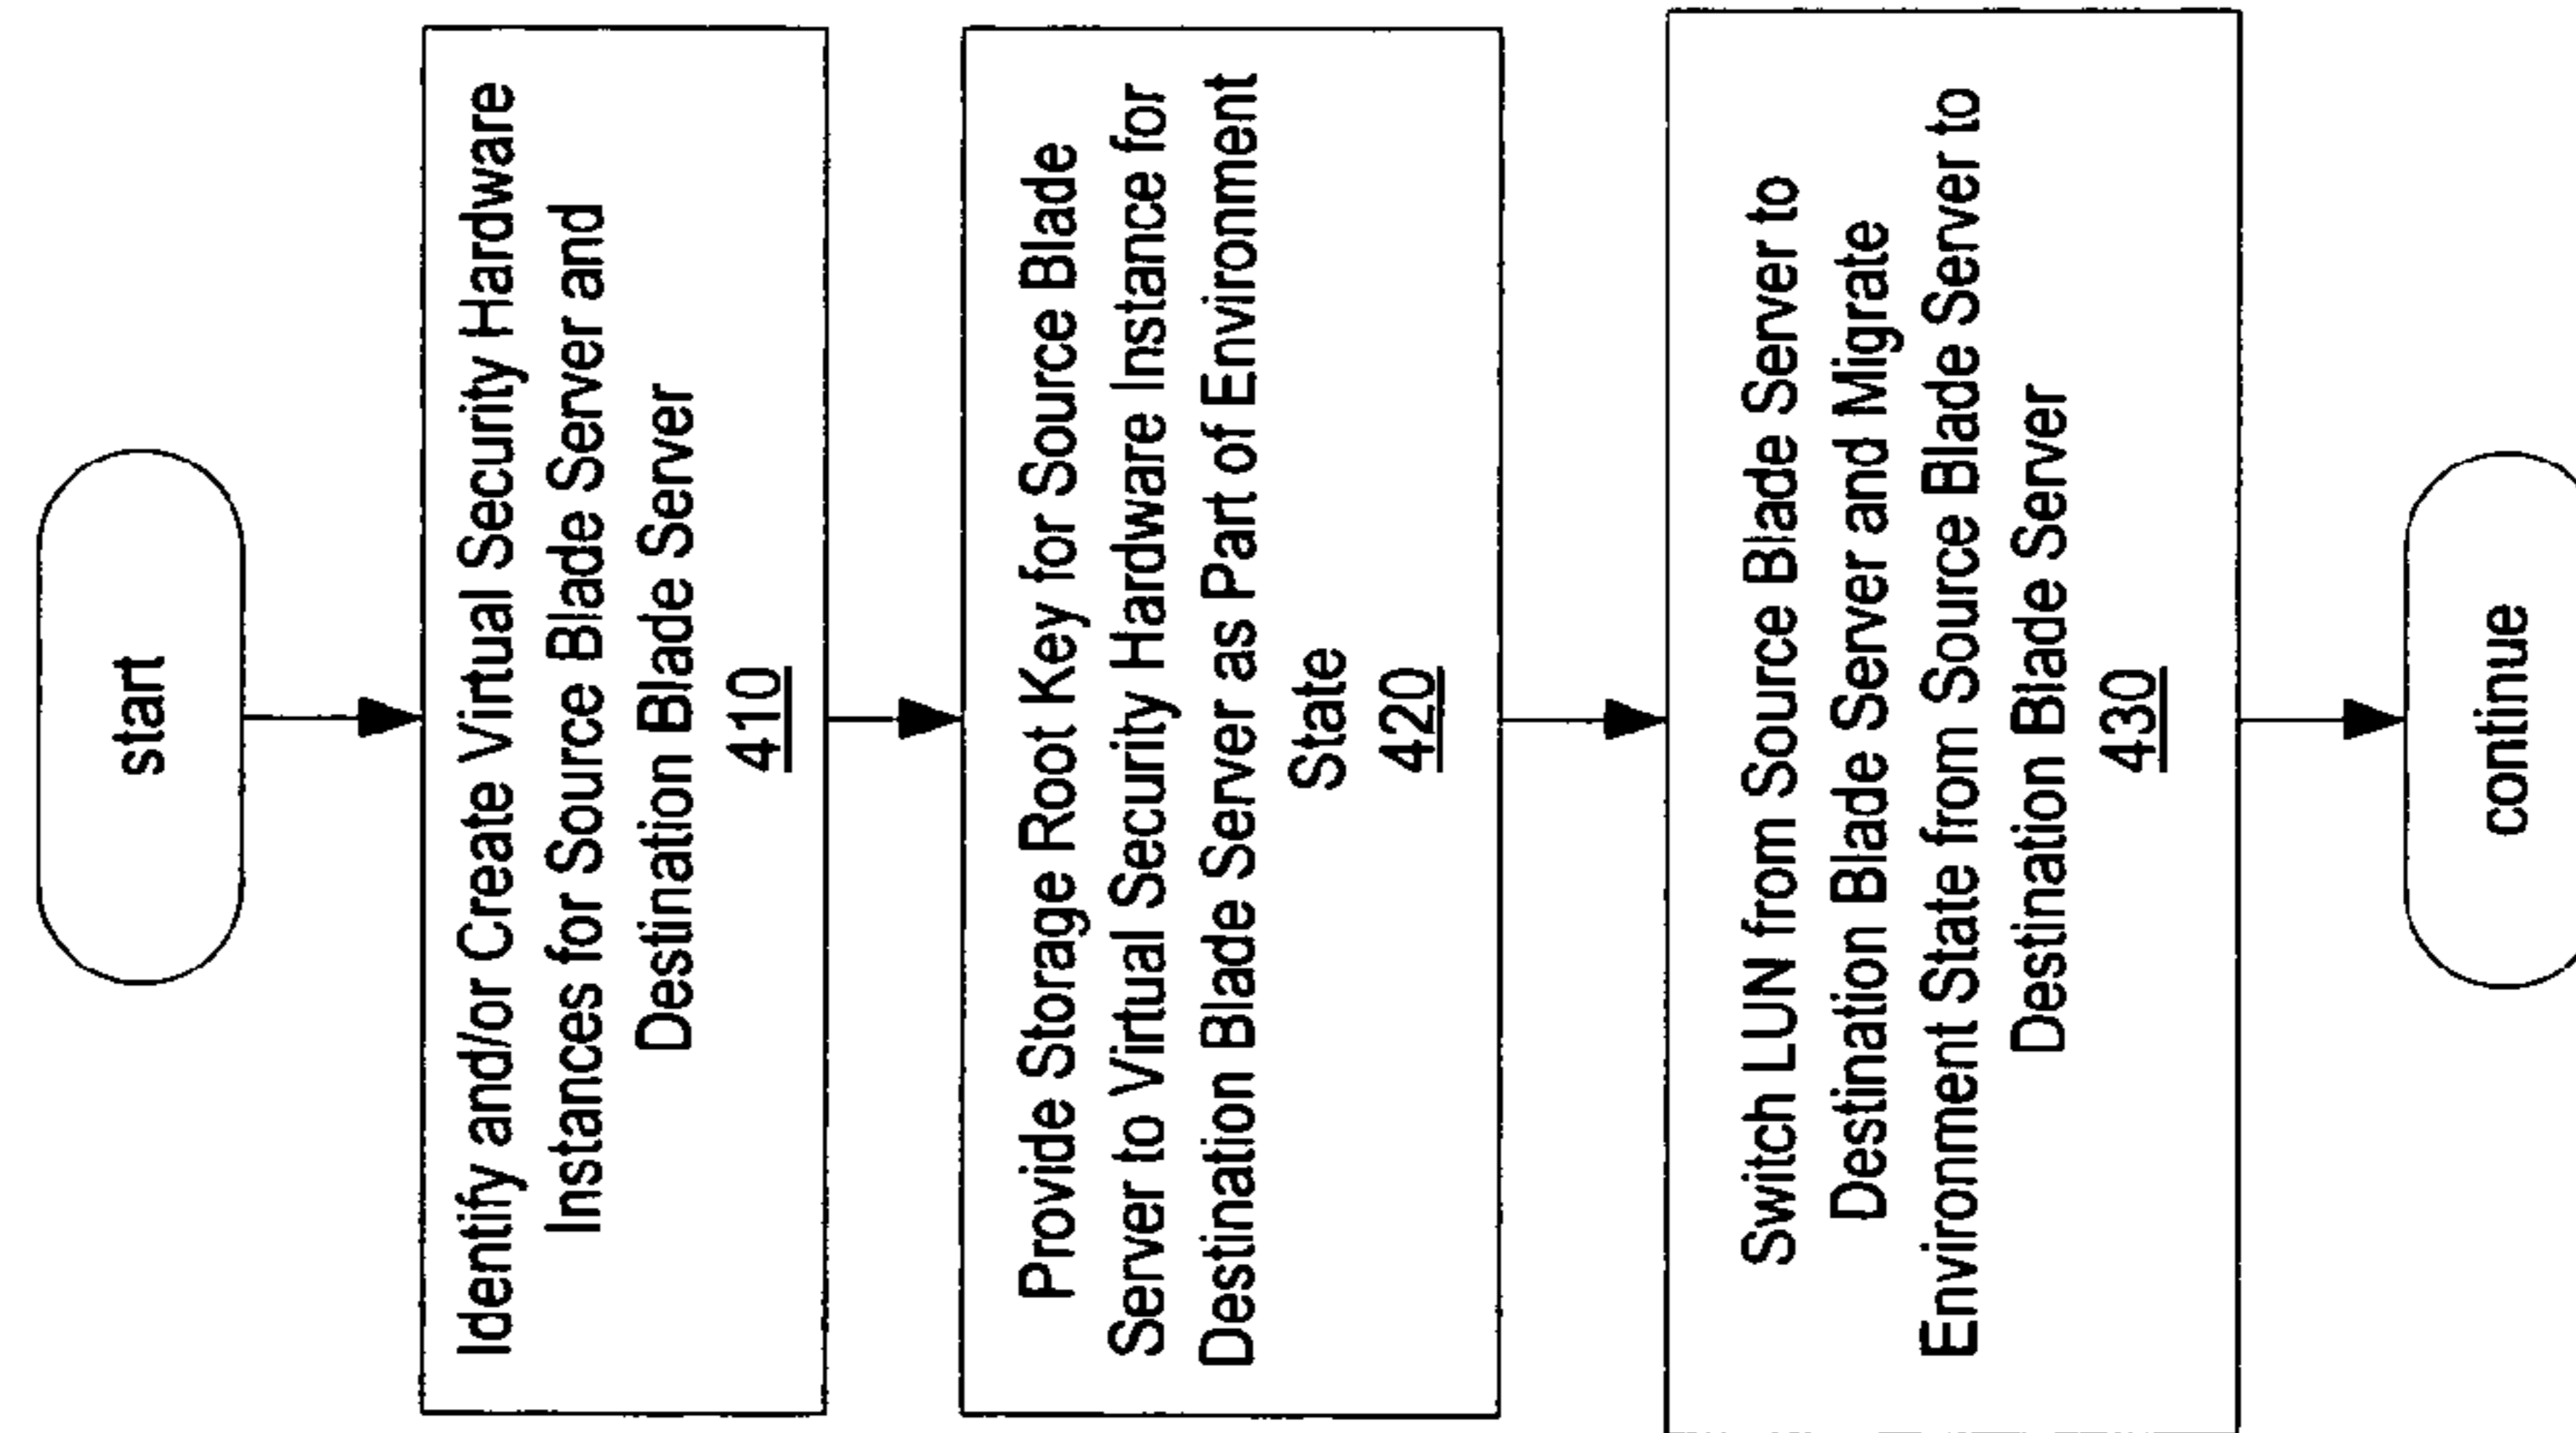 start
Identify and/or Create Virtual Security Hardware
Instances for Source Blade Server and
Destination Blade Server
410
Provide Storage Root Key for Source Blade
Server to Virtual Security Hardware Instance for
Destination Blade Server as Part of Environment
State
420
Switch LUN from Source Blade Server to
Destination Blade Server and Migrate
Environment State from Source Blade Server to
Destination Blade Server
430
continue